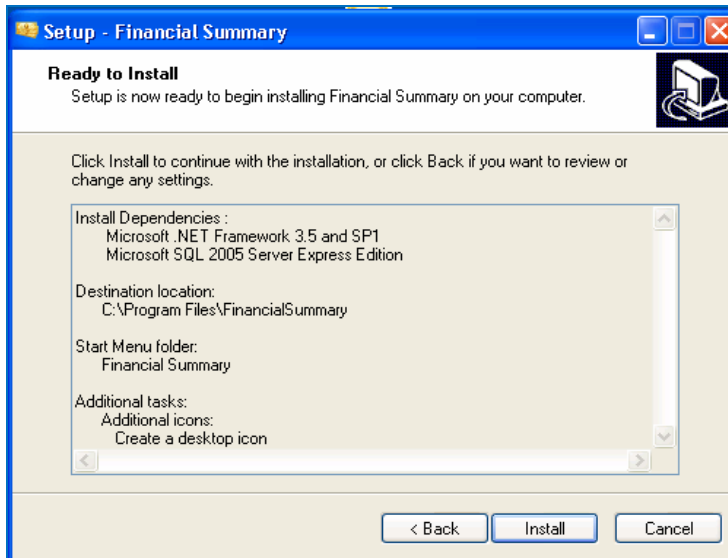 Setup - Financial Summary
Ready to Install
Setup is now ready to begin installing Financial Summary on your computer.
Click Install to continue with the installation, or click Back if you want to review or
change any settings.
Install Dependencies :
Microsoft .NET Framework 3.5 and SP1
Microsoft SQL 2005 Server Express Edition
Destination location:
C:\Program Files\FinancialSummary
Start Menu folder:
Financial Summary
Additional tasks:
Additional icons:
Create a desktop icon
< Back
Install
Cancel